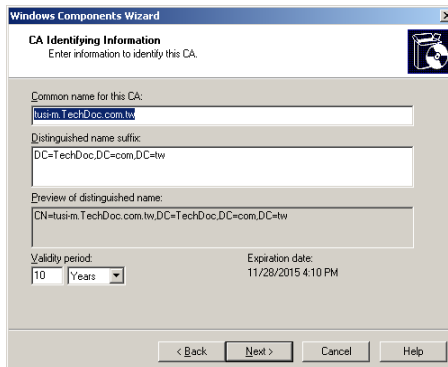 Windows Components Wizard
CA Identifying Information
Enter information to identify this CA.
Common name for this CA:
tusi-m.TechDoc.com.tw
Distinguished name suffix:
DC=TechDoc,DC=com,DC=tw
Preview of distinguished name:
CN=tusi-m.TechDoc.com.tw,DC=TechDoc,DC=com,DC=tw
Validity period: Expiration date:
10 Years 11/28/2015 4:10 PM
< Back Next > Cancel Help